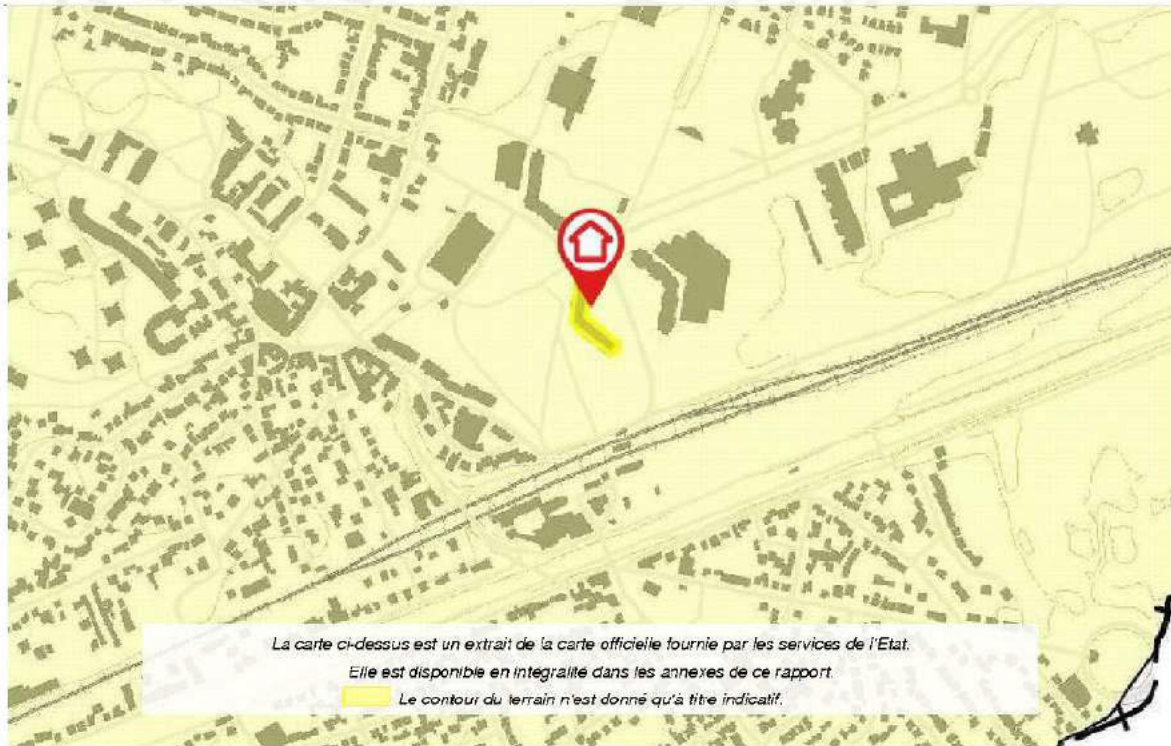 La carte ci-dessus est un extrait de la carte officielle fournie par les services de l'Etat.
Elle est disponible en intégralité dans les annexes de ce rapport.
Le contour du terrain n'est donné qu'à titre indicatif.